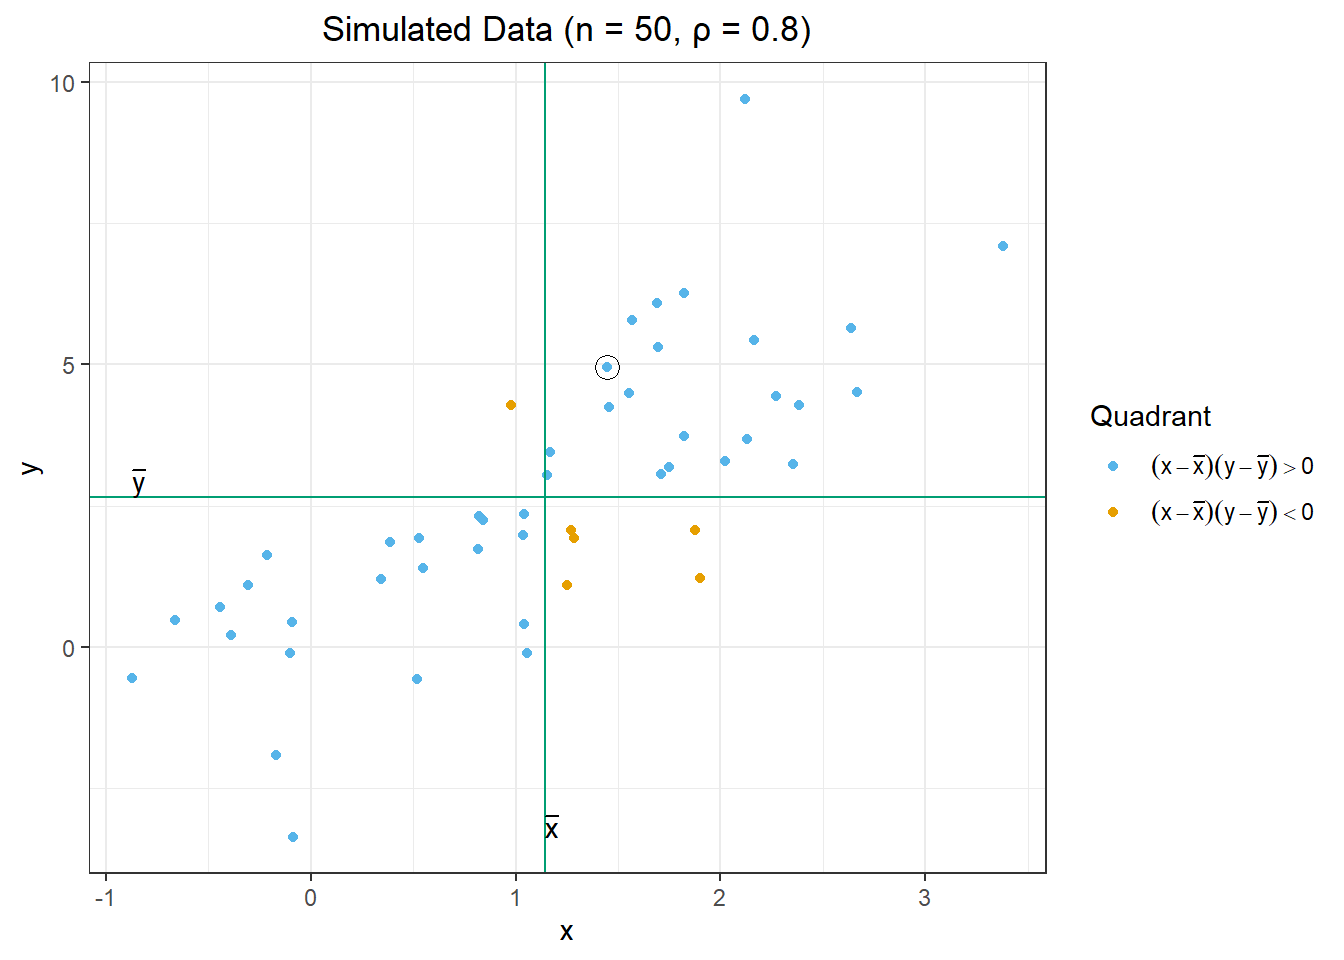 Simulated Data (n = 50, ρ = 0.8)
10
5
0
y
y̅
x̅
-1 0 1 2 3
x
Quadrant
(x − x̅)(y − y̅) > 0
(x − x̅)(y − y̅) < 0